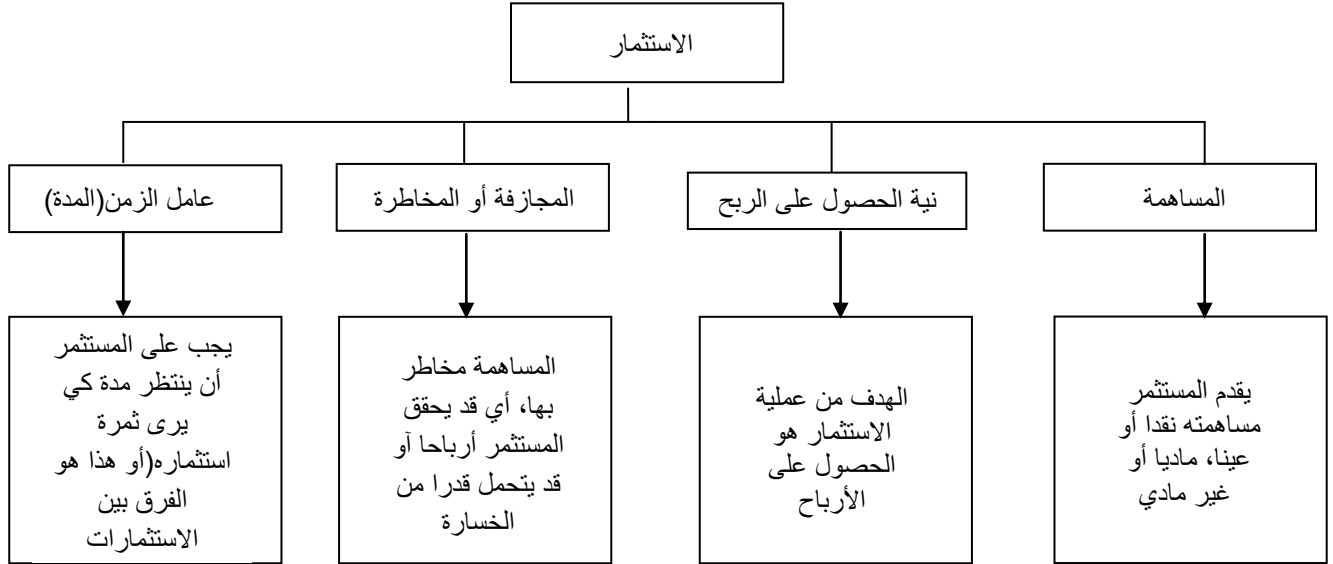 الاستثمار
المساهمة
نية الحصول على الربح
المجازفة أو المخاطرة
عامل الزمن(المدة)
يقدم المستثمر
مساهمته نقدا أو
عينا، ماديا أو
غير مادي
الهدف من عملية
الاستثمار هو
الحصول على
الأرباح
المساهمة مخاطر
بها، أي قد يحقق
المستثمر أرباحا آو
قد يتحمل قدرا من
الخسارة
يجب على المستثمر
أن ينتظر مدة كي
يرى ثمرة
استثماره(أو هذا هو
الفرق بين
الاستثمارات